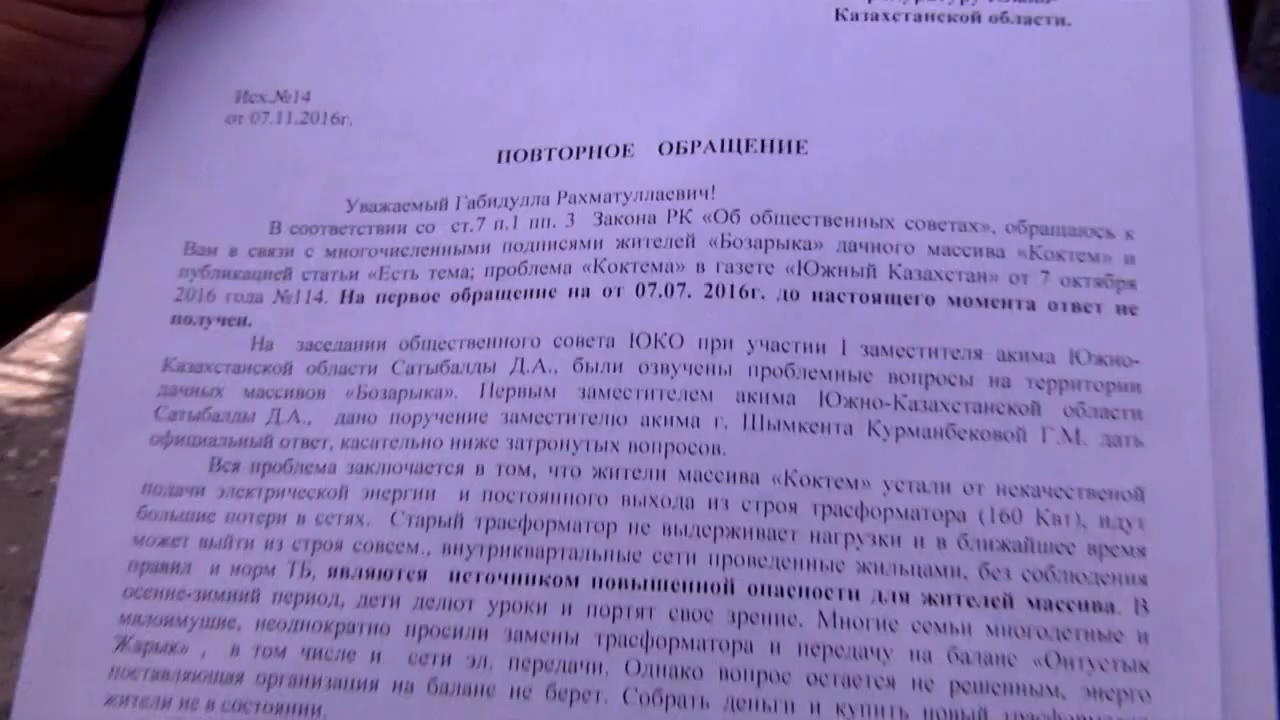 Казахстанской области.
Исх.№14
от 07.11.2016г.
ПОВТОРНОЕ ОБРАЩЕНИЕ
Уважаемый Габидулла Рахматуллаевич!
В соответствии со ст.7 п.1 пп. 3 Закона РК «Об общественных советах», обращаюсь к
Вам в связи с многочисленными подписями жителей «Бозарыка» дачного массива «Коктем» и
публикацией статьи «Есть тема; проблема «Коктема» в газете «Южный Казахстан» от 7 октября
2016 года №114. На первое обращение на от 07.07. 2016г. до настоящего момента ответ не
получен.
На заседании общественного совета ЮКО при участии I заместителя акима Южно-
Казахстанской области Сатыбалды Д.А., были озвучены проблемные вопросы на территории
дачных массивов «Бозарыка». Первым заместителем акима Южно-Казахстанской области
Сатыбалды Д.А., дано поручение заместителю акима г. Шымкента Курманбековой Г.М. дать
официальный ответ, касательно ниже затронутых вопросов.
Вся проблема заключается в том, что жители массива «Коктем» устали от некачественой
подачи электрической энергии и постоянного выхода из строя трасформатора (160 Квт), идут
большие потери в сетях. Старый трасформатор не выдерживает нагрузки и в ближайшее время
может выйти из строя совсем., внутриквартальные сети проведенные жильцами, без соблюдения
правил и норм ТБ, являются источником повышенной опасности для жителей массива. В
осенне-зимний период, дети делют уроки и портят свое зрение. Многие семьи многодетные и
малоимущие, неоднократно просили замены трасформатора и передачу на баланс «Онтустык
Жарык» , в том числе и сети эл. передачи. Однако вопрос остается не решенным, энерго
поставляющая организация на баланс не берет. Собрать деньги и купить новый
жители не в состоянии.